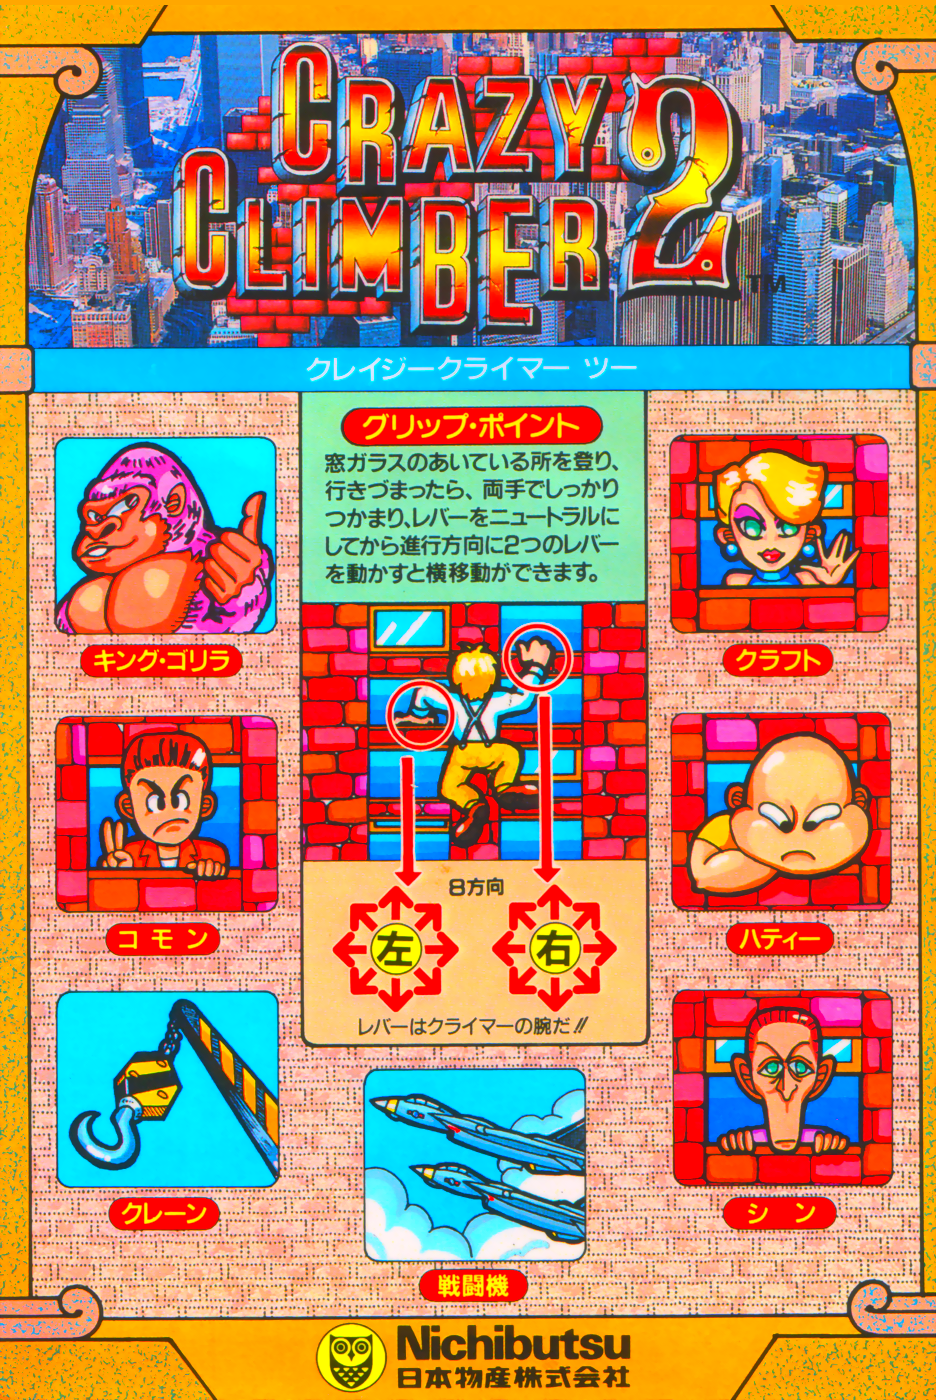 CRAZY
CLIMBER 2
TM
クレイジークライマー ツー
グリップ・ポイント
窓ガラスのあいている所を登り、
行きづまったら、両手でしっかり
つかまり、レバーをニュートラルに
してから進行方向に2つのレバー
を動かすと横移動ができます。
キング・ゴリラ
クラフト
コモン
ハティー
8方向
左
右
レバーはクライマーの腕だ!!
クレーン
シン
戦闘機
Nichibutsu
日本物産株式会社